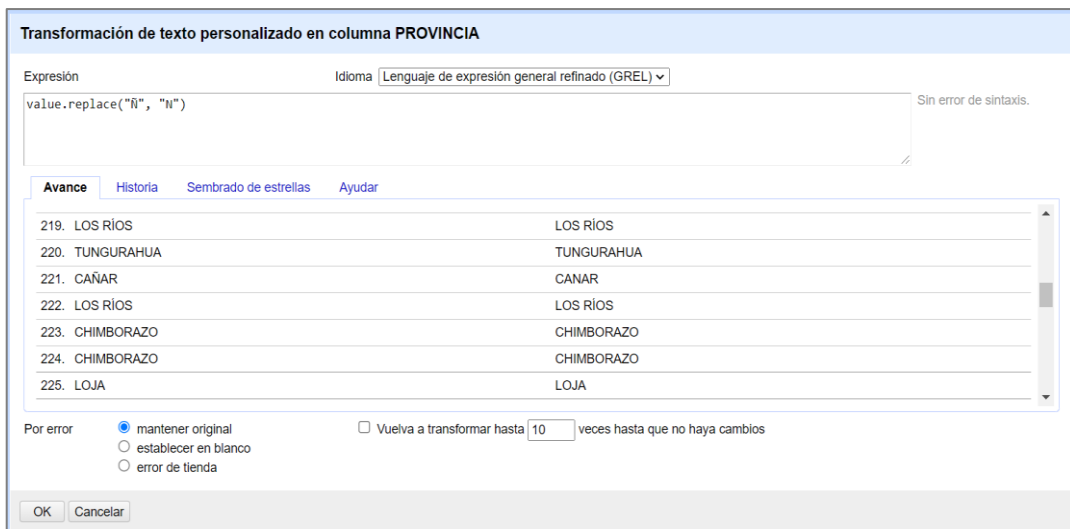 Transformación de texto personalizado en columna PROVINCIA
Expresión Idioma Lenguaje de expresión general refinado (GREL)
value.replace("Ñ", "N") Sin error de sintaxis.
Avance Historia Sembrado de estrellas Ayudar
219. LOS RÍOS LOS RÍOS
220. TUNGURAHUA TUNGURAHUA
221. CAÑAR CANAR
222. LOS RÍOS LOS RÍOS
223. CHIMBORAZO CHIMBORAZO
224. CHIMBORAZO CHIMBORAZO
225. LOJA LOJA
Por error mantener original Vuelva a transformar hasta 10 veces hasta que no haya cambios
establecer en blanco
error de tienda
OK Cancelar